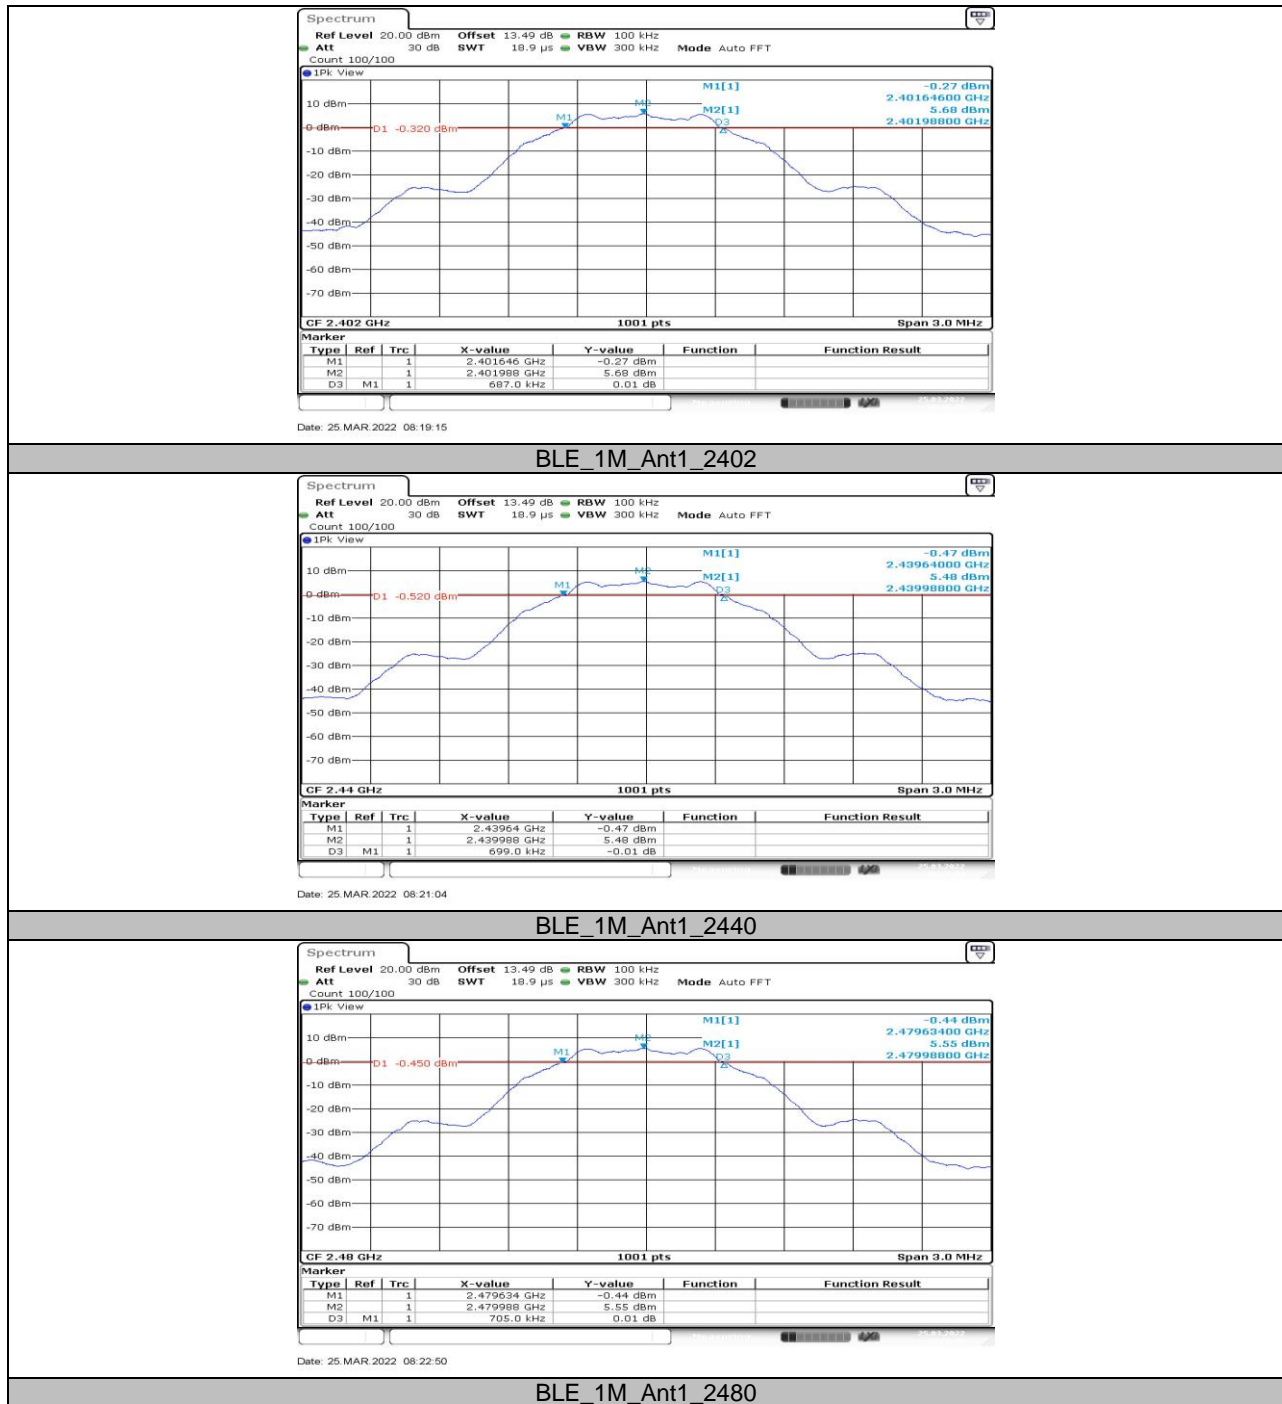 Spectrum
Ref Level 20.00 dBm Offset 13.49 dB RBW 100 kHz
Att 30 dB SWT 18.9 µs VBW 300 kHz Mode Auto FFT
Count 100/100
1Pk View
M1[1] -0.27 dBm
2.40164600 GHz
10 dBm
M2
M2[1] 5.68 dBm
M1
D3
2.40198800 GHz
0 dBm
D1 -0.320 dBm
-10 dBm
-20 dBm
-30 dBm
-40 dBm
-50 dBm
-60 dBm
-70 dBm
CF 2.402 GHz 1001 pts Span 3.0 MHz
Marker
Type Ref Trc X-value Y-value Function Function Result
M1 1 2.401646 GHz -0.27 dBm
M2 1 2.401988 GHz 5.68 dBm
D3 M1 1 687.0 kHz 0.01 dB
Date: 25.MAR.2022 08:19:15
BLE_1M_Ant1_2402
Spectrum
Ref Level 20.00 dBm Offset 13.49 dB RBW 100 kHz
Att 30 dB SWT 18.9 µs VBW 300 kHz Mode Auto FFT
Count 100/100
1Pk View
M1[1] -0.47 dBm
2.43964000 GHz
10 dBm
M2
M2[1] 5.48 dBm
M1
D3
2.43998800 GHz
0 dBm
D1 -0.520 dBm
-10 dBm
-20 dBm
-30 dBm
-40 dBm
-50 dBm
-60 dBm
-70 dBm
CF 2.44 GHz 1001 pts Span 3.0 MHz
Marker
Type Ref Trc X-value Y-value Function Function Result
M1 1 2.43964 GHz -0.47 dBm
M2 1 2.439988 GHz 5.48 dBm
D3 M1 1 699.0 kHz -0.01 dB
Date: 25.MAR.2022 08:21:04
BLE_1M_Ant1_2440
Spectrum
Ref Level 20.00 dBm Offset 13.49 dB RBW 100 kHz
Att 30 dB SWT 18.9 µs VBW 300 kHz Mode Auto FFT
Count 100/100
1Pk View
M1[1] -0.44 dBm
2.47963400 GHz
10 dBm
M2
M2[1] 5.55 dBm
M1
D3
2.47998800 GHz
0 dBm
D1 -0.450 dBm
-10 dBm
-20 dBm
-30 dBm
-40 dBm
-50 dBm
-60 dBm
-70 dBm
CF 2.48 GHz 1001 pts Span 3.0 MHz
Marker
Type Ref Trc X-value Y-value Function Function Result
M1 1 2.479634 GHz -0.44 dBm
M2 1 2.479988 GHz 5.55 dBm
D3 M1 1 705.0 kHz 0.01 dB
Date: 25.MAR.2022 08:22:50
BLE_1M_Ant1_2480